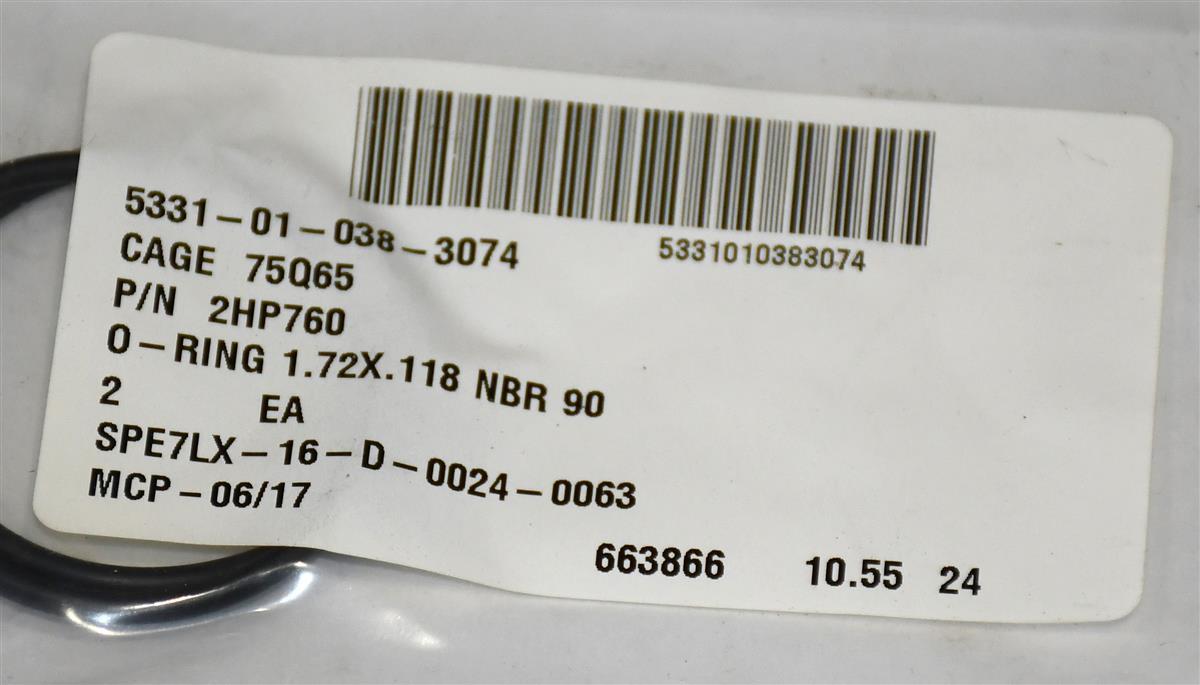 5331-01-038-3074
5331010383074
CAGE 75Q65
P/N 2HP760
O-RING 1.72X.118 NBR 90
2 EA
SPE7LX-16-D-0024-0063
MCP-06/17
663866 10.55 24